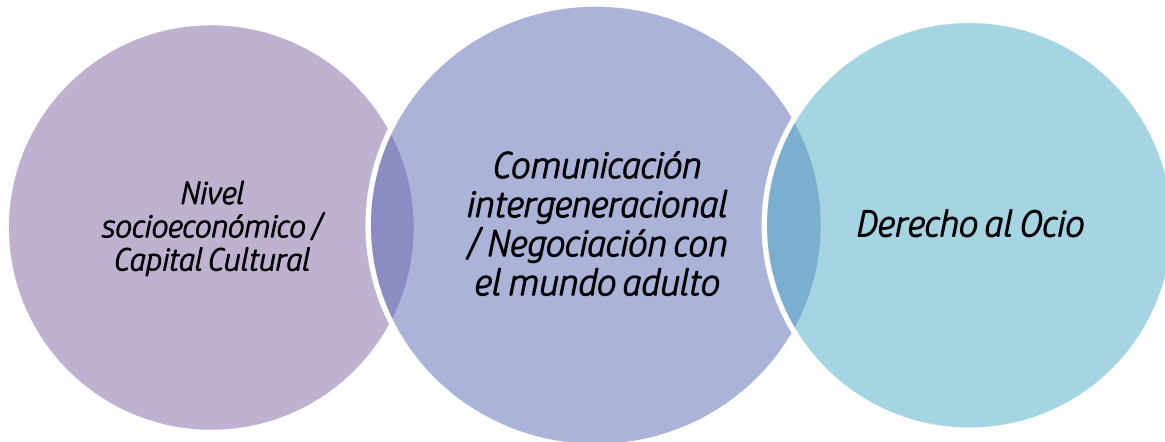 Nivel
socioeconómico /
Capital Cultural
Comunicación
intergeneracional
/ Negociación con
el mundo adulto
Derecho al Ocio